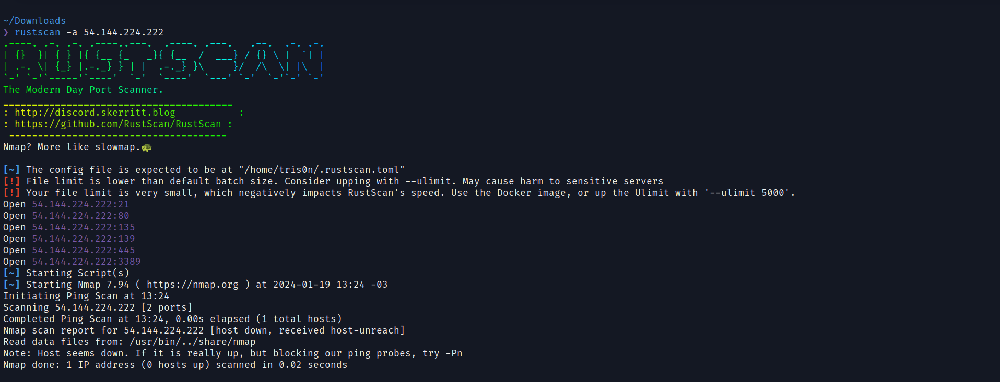 ~/Downloads
❯ rustscan -a 54.144.224.222
.----. .-. .-. .----..---.  .----. .---.   .--.  .-. .-.
| {}  }| { } |{ {__ {_   _}{ {__  /  ___} / {} \ |  `| |
| .-. \| {_} |.-._} } | |  .-._} }\     }/  /\  \| |\  |
`-' `-'`-----'`----'  `-'  `----'  `---' `-'  `-'`-' `-'
The Modern Day Port Scanner.
________________________________________
: http://discord.skerritt.blog           :
: https://github.com/RustScan/RustScan :
 --------------------------------------
Nmap? More like slowmap.🐢
[~] The config file is expected to be at "/home/tris0n/.rustscan.toml"
[!] File limit is lower than default batch size. Consider upping with --ulimit. May cause harm to sensitive servers
[!] Your file limit is very small, which negatively impacts RustScan's speed. Use the Docker image, or up the Ulimit with '--ulimit 5000'.
Open 54.144.224.222:21
Open 54.144.224.222:80
Open 54.144.224.222:135
Open 54.144.224.222:139
Open 54.144.224.222:445
Open 54.144.224.222:3389
[~] Starting Script(s)
[~] Starting Nmap 7.94 ( https://nmap.org ) at 2024-01-19 13:24 -03
Initiating Ping Scan at 13:24
Scanning 54.144.224.222 [2 ports]
Completed Ping Scan at 13:24, 0.00s elapsed (1 total hosts)
Nmap scan report for 54.144.224.222 [host down, received host-unreach]
Read data files from: /usr/bin/../share/nmap
Note: Host seems down. If it is really up, but blocking our ping probes, try -Pn
Nmap done: 1 IP address (0 hosts up) scanned in 0.02 seconds